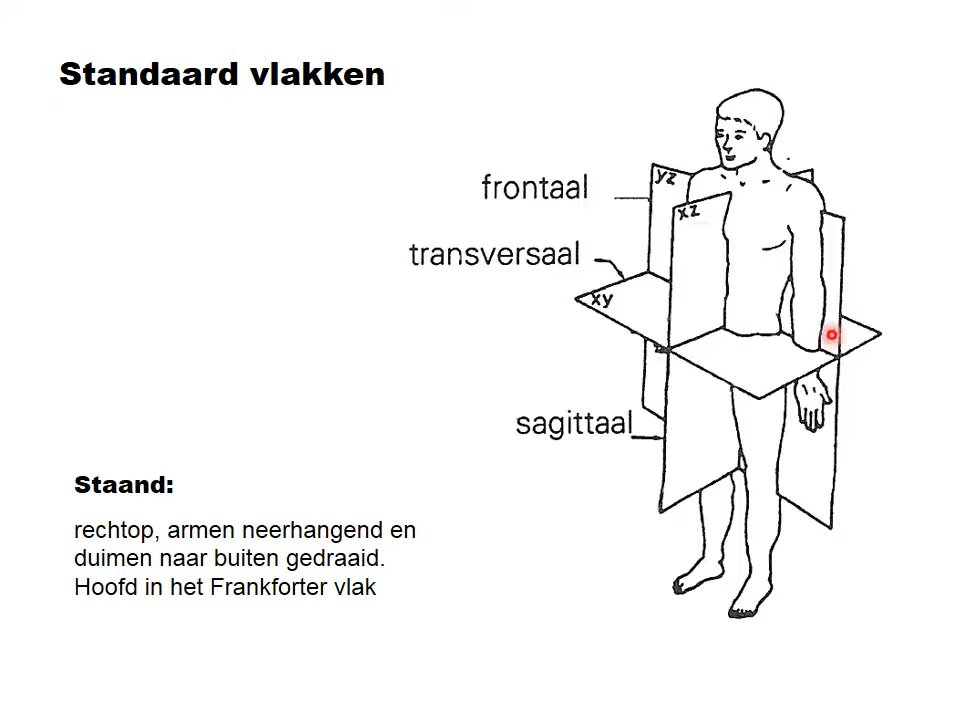 Standaard vlakken
frontaal
yz
xz
transversaal
xy
sagittaal
Staand:
rechtop, armen neerhangend en
duimen naar buiten gedraaid.
Hoofd in het Frankforter vlak